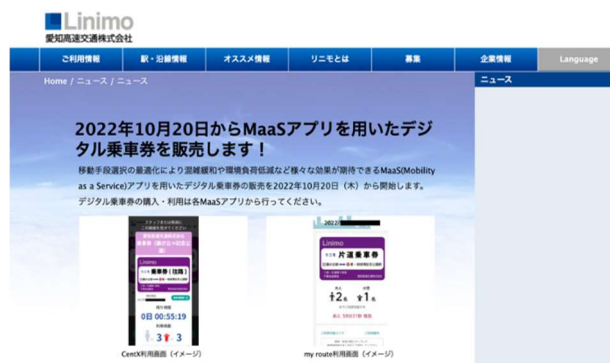 Linimo
愛知高速交通株式会社
ご利用情報 駅・沿線情報 オススメ情報 リニモとは 募集 企業情報 Language
Home / ニュース / ニュース
ニュース
2022年10月20日からMaaSアプリを用いたデジ
タル乗車券を販売します！
移動手段選択の最適化により混雑緩和や環境負荷低減など様々な効果が期待できるMaaS(Mobility
as a Service)アプリを用いたデジタル乗車券の販売を2022年10月20日（木）から開始します。
デジタル乗車券の購入・利用は各MaaSアプリから行ってください。
Linimo
乗車券（往路）
0日 00:55:19
3 3
CentX利用画面（イメージ）
2022
Linimo
リニモ 片道乗車券
大人 小児
2名 1名
my route利用画面（イメージ）